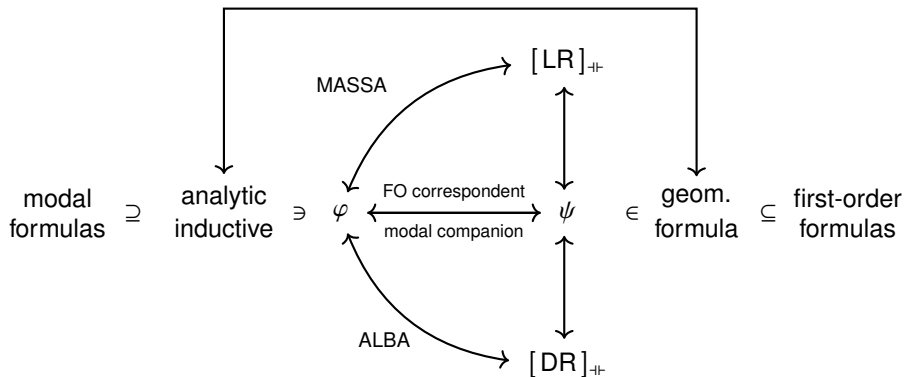 [ LR ]⊣⊢
MASSA
modal
formulas
⊇
analytic
inductive
∋
φ
FO correspondent
modal companion
ψ
∈
geom.
formula
⊆
first-order
formulas
ALBA
[ DR ]⊣⊢